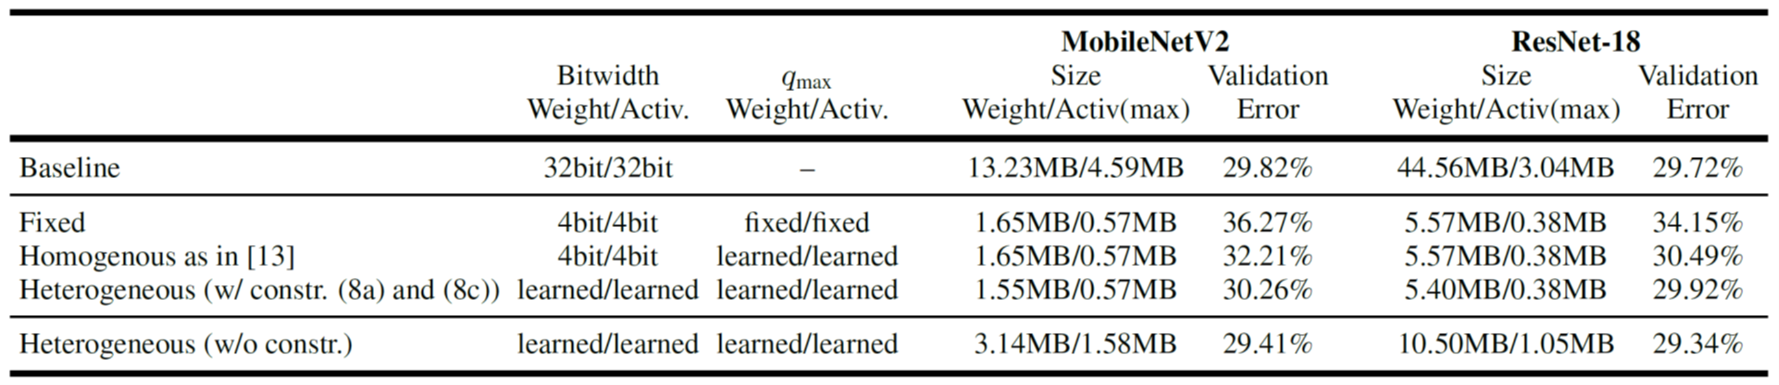 MobileNetV2 ResNet-18
Bitwidth qmax Size Validation Size Validation
Weight/Activ. Weight/Activ. Weight/Activ(max) Error Weight/Activ(max) Error
Baseline 32bit/32bit – 13.23MB/4.59MB 29.82% 44.56MB/3.04MB 29.72%
Fixed 4bit/4bit fixed/fixed 1.65MB/0.57MB 36.27% 5.57MB/0.38MB 34.15%
Homogenous as in [13] 4bit/4bit learned/learned 1.65MB/0.57MB 32.21% 5.57MB/0.38MB 30.49%
Heterogeneous (w/ constr. (8a) and (8c)) learned/learned learned/learned 1.55MB/0.57MB 30.26% 5.40MB/0.38MB 29.92%
Heterogeneous (w/o constr.) learned/learned learned/learned 3.14MB/1.58MB 29.41% 10.50MB/1.05MB 29.34%